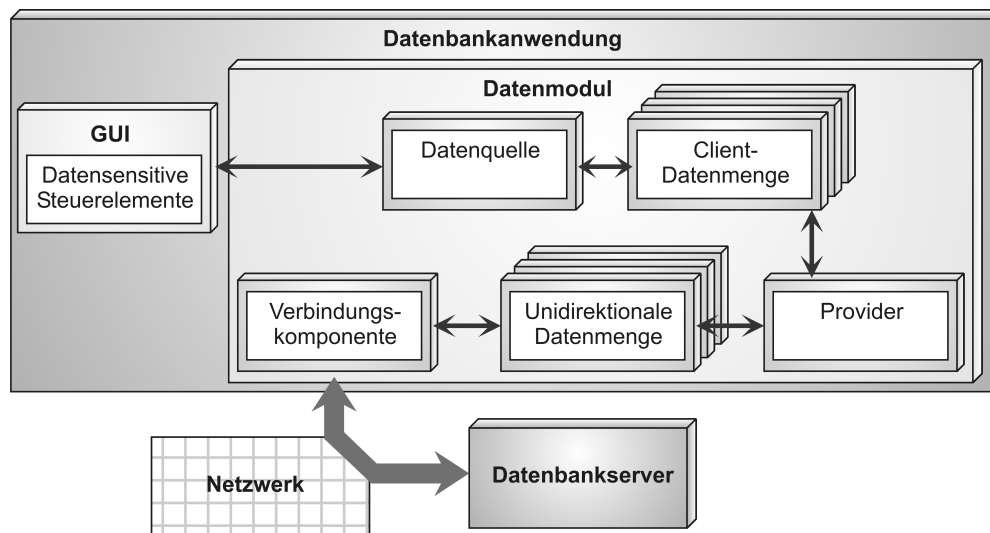 Datenbankanwendung
Datenmodul
GUI
Datensensitive
Steuerelemente
Datenquelle
Client-
Datenmenge
Verbindungs-
komponente
Unidirektionale
Datenmenge
Provider
Netzwerk
Datenbankserver